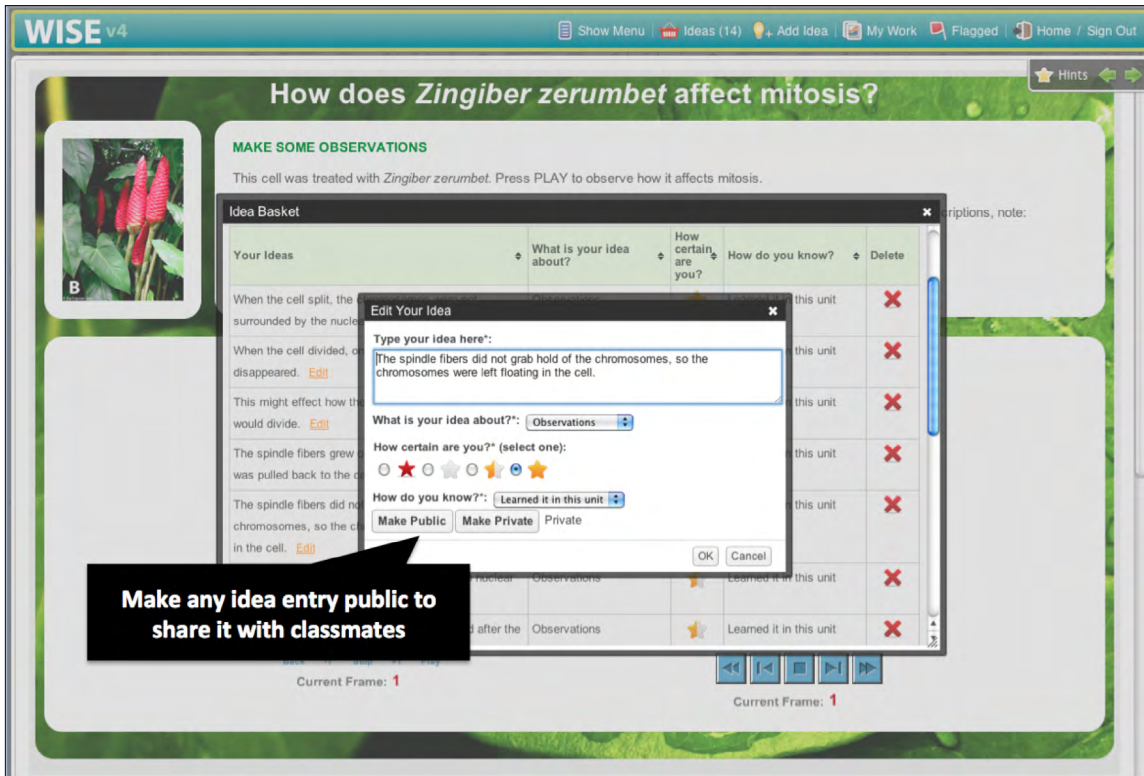 WISE v4
Show Menu
Ideas (14)
Add Idea
My Work
Flagged
Home / Sign Out
Hints
How does Zingiber zerumbet affect mitosis?
B
MAKE SOME OBSERVATIONS
This cell was treated with Zingiber zerumbet. Press PLAY to observe how it affects mitosis.
criptions, note:
Idea Basket
Your Ideas
What is your idea
about?
How
certain
are
you?
How do you know?
Delete
When the cell split, the
surrounded by the
Observations
this unit
When the cell divided,
disappeared. Edit
this unit
This might effect how the
would divide. Edit
this unit
The spindle fibers grew
was pulled back to the
this unit
The spindle fibers did
chromosomes, so the
in the cell. Edit
this unit
nuclear
Observations
Learned it in this unit
d after the
Observations
Learned it in this unit
Edit Your Idea
Type your idea here*:
The spindle fibers did not grab hold of the chromosomes, so the
chromosomes were left floating in the cell.
What is your idea about?*: Observations
How certain are you?* (select one):
How do you know?*: Learned it in this unit
Make Public
Make Private
Private
OK
Cancel
Make any idea entry public to
share it with classmates
Back
Stop
Play
Current Frame: 1
Current Frame: 1